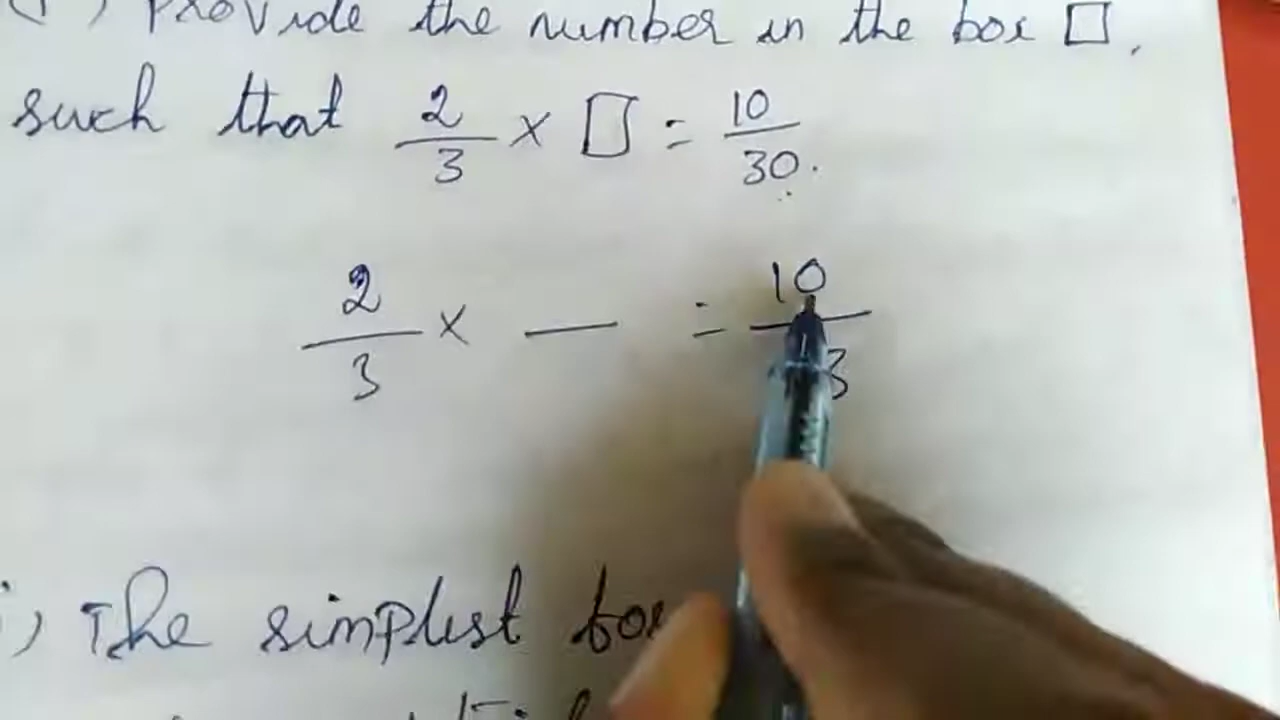 Provide the number in the box □,
such that 2/3 × □ = 10/30.
2/3 × — = 10/3
The simplest